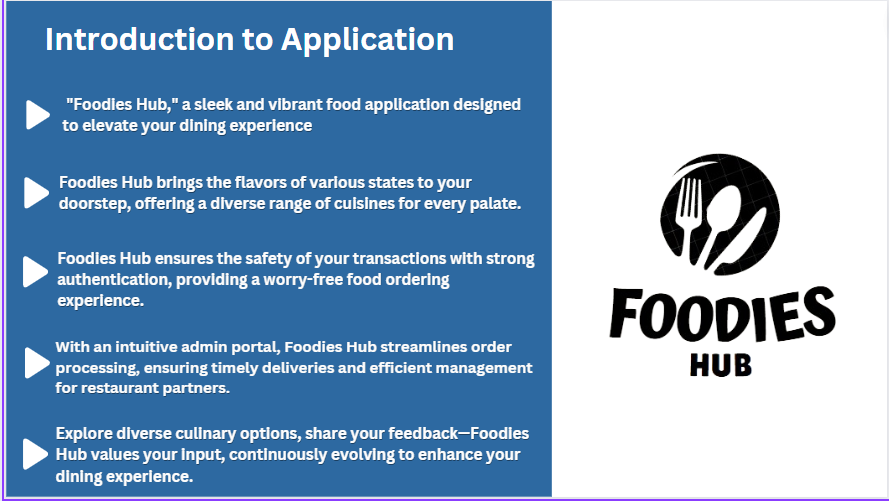 Introduction to Application
"Foodies Hub," a sleek and vibrant food application designed
to elevate your dining experience
Foodies Hub brings the flavors of various states to your
doorstep, offering a diverse range of cuisines for every palate.
Foodies Hub ensures the safety of your transactions with strong
authentication, providing a worry-free food ordering
experience.
With an intuitive admin portal, Foodies Hub streamlines order
processing, ensuring timely deliveries and efficient management
for restaurant partners.
Explore diverse culinary options, share your feedback—Foodies
Hub values your input, continuously evolving to enhance your
dining experience.
FOODIES
HUB